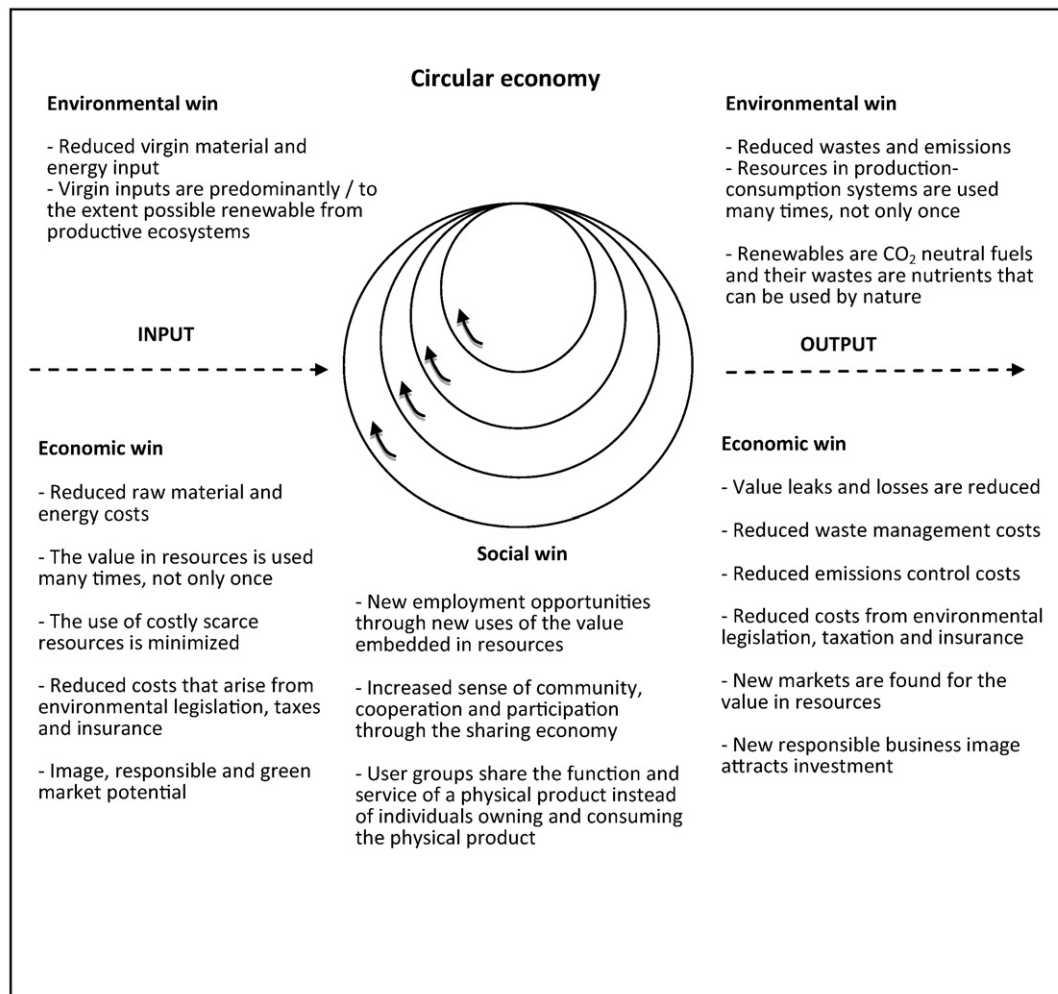 Circular economy
Environmental win
- Reduced virgin material and
energy input
- Virgin inputs are predominantly / to
the extent possible renewable from
productive ecosystems
INPUT
Economic win
- Reduced raw material and
energy costs
- The value in resources is used
many times, not only once
- The use of costly scarce
resources is minimized
- Reduced costs that arise from
environmental legislation, taxes
and insurance
- Image, responsible and green
market potential
Social win
- New employment opportunities
through new uses of the value
embedded in resources
- Increased sense of community,
cooperation and participation
through the sharing economy
- User groups share the function and
service of a physical product instead
of individuals owning and consuming
the physical product
Environmental win
- Reduced wastes and emissions
- Resources in production-
consumption systems are used
many times, not only once
- Renewables are CO₂ neutral fuels
and their wastes are nutrients that
can be used by nature
OUTPUT
Economic win
- Value leaks and losses are reduced
- Reduced waste management costs
- Reduced emissions control costs
- Reduced costs from environmental
legislation, taxation and insurance
- New markets are found for the
value in resources
- New responsible business image
attracts investment